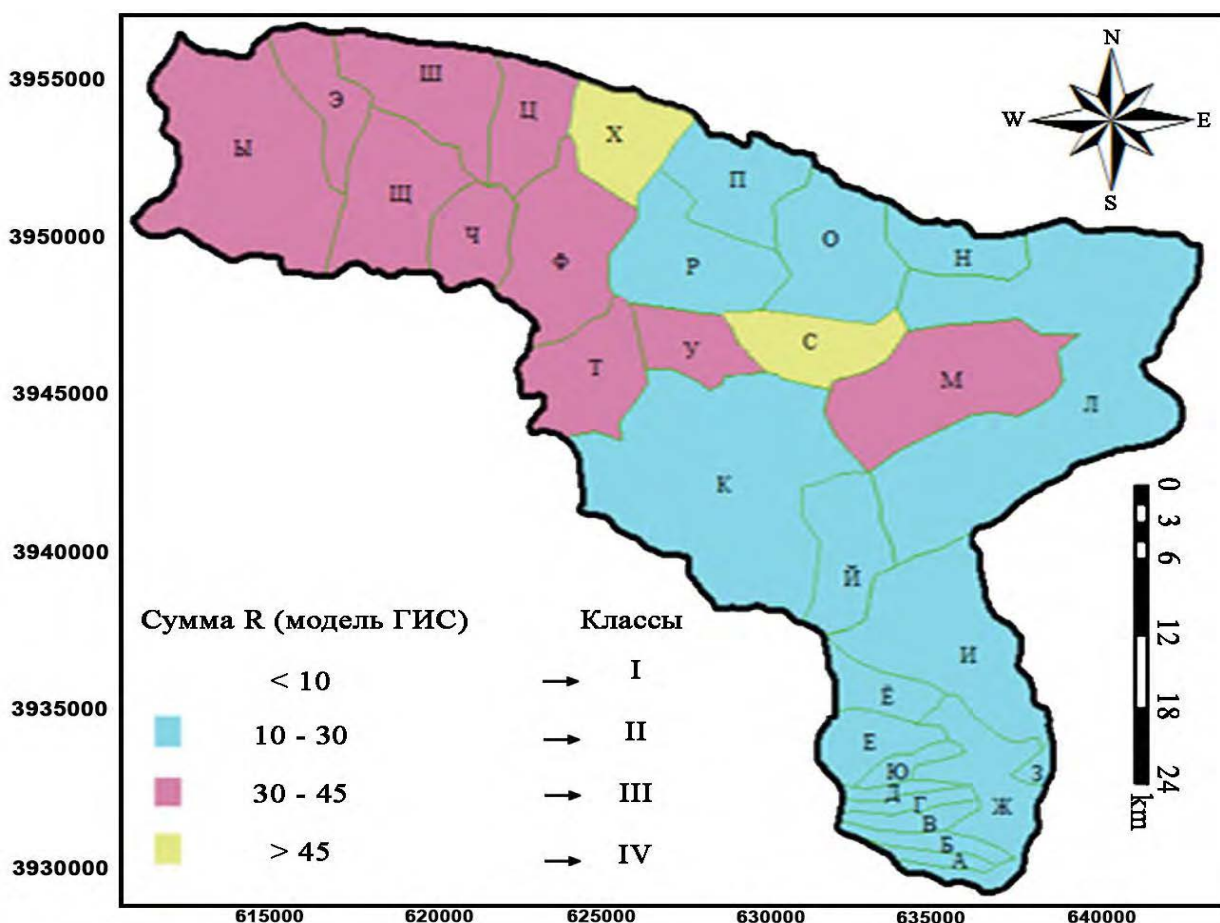 N
W E
S
3955000
3950000
3945000
3940000
3935000
3930000
Ш
Э Ц
Х
Ы
Щ П
Ч О
Ф Р Н
С
У
Т М
Л
К
Й
И
Ё
Е
Ю З
Д
Г Ж
В
Б
А
0
3
6
12
18
24
km
Сумма R (модель ГИС) Классы
< 10 → I
10 - 30 → II
30 - 45 → III
> 45 → IV
615000 620000 625000 630000 635000 640000